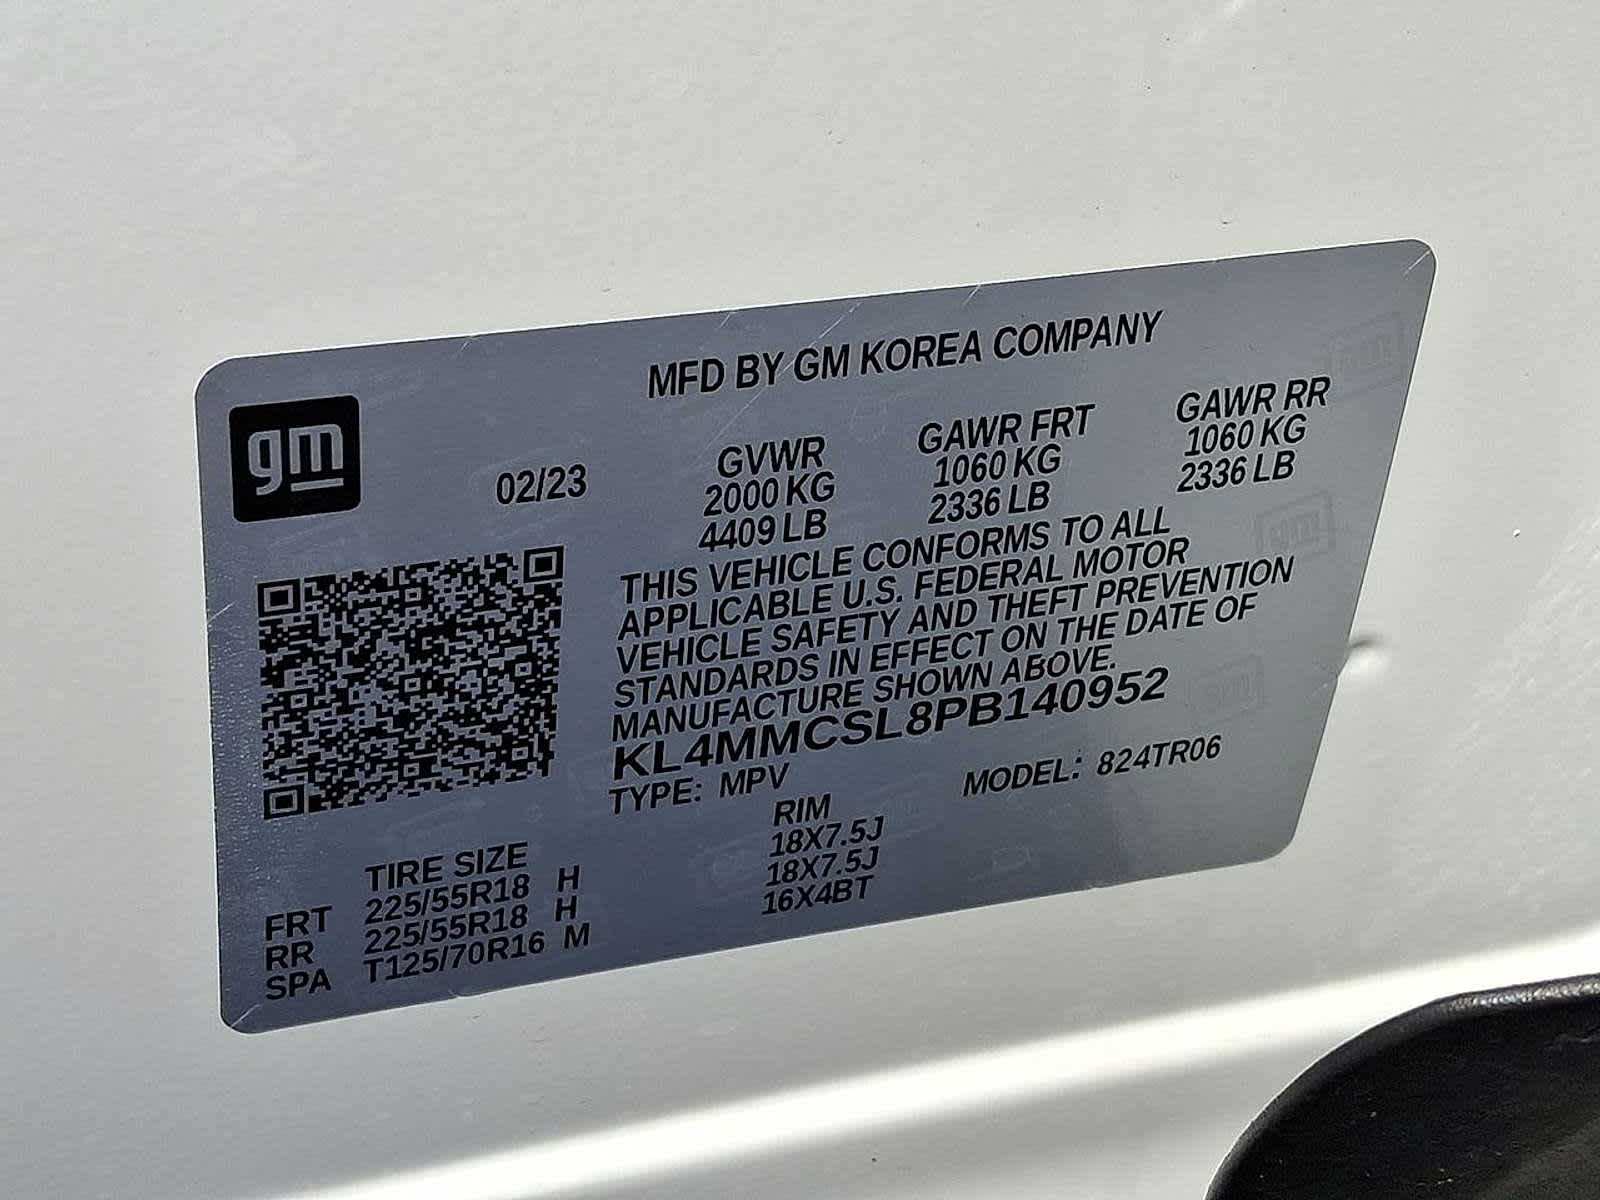 MFD BY GM KOREA COMPANY
gm
02/23
GVWR GAWR FRT GAWR RR
2000 KG 1060 KG 1060 KG
4409 LB 2336 LB 2336 LB
THIS VEHICLE CONFORMS TO ALL
APPLICABLE U.S. FEDERAL MOTOR
VEHICLE SAFETY AND THEFT PREVENTION
STANDARDS IN EFFECT ON THE DATE OF
MANUFACTURE SHOWN ABOVE.
KL4MMCSL8PB140952
TYPE: MPV MODEL: 824TR06
TIRE SIZE RIM
FRT 225/55R18 H 18X7.5J
RR 225/55R18 H 18X7.5J
SPA T125/70R16 M 16X4BT